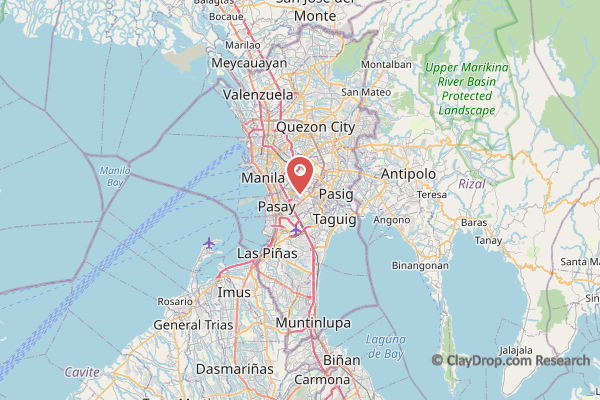 San José del
Monte
Bocaue
Marilao
Meycauayan
Montalban
Upper Marikina
River Basin
Protected
Landscape
San Mateo
Valenzuela
Quezon City
Manila
Bay
Manila
Antipolo
Rizal
Pasig
Teresa
Pasay
Taguig
Angono
Baras
Tanay
Las Piñas
Binangonan
Santa Ma
Imus
Rosario
General Trias
Muntinlupa
Laguna
de Bay
Jalajala
Biñan
© ClayDrop.com Research
Cavite
Dasmariñas
Carmona